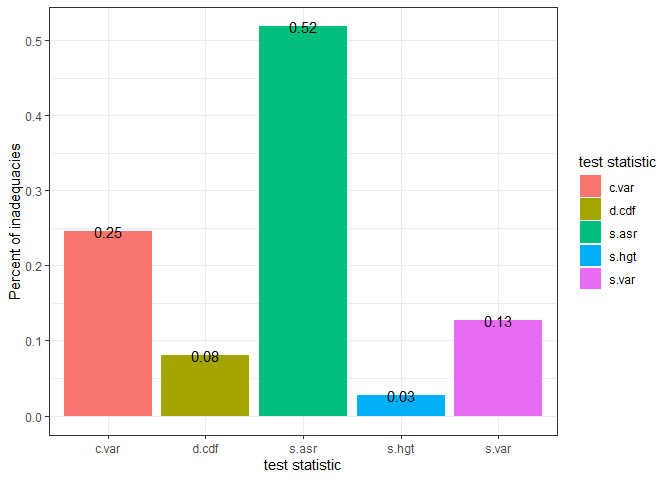 Percent of inadequacies
0.5
0.4
0.3
0.2
0.1
0.0
0.25
0.08
0.52
0.03
0.13
c.var
d.cdf
s.asr
s.hgt
s.var
test statistic
test statistic
c.var
d.cdf
s.asr
s.hgt
s.var